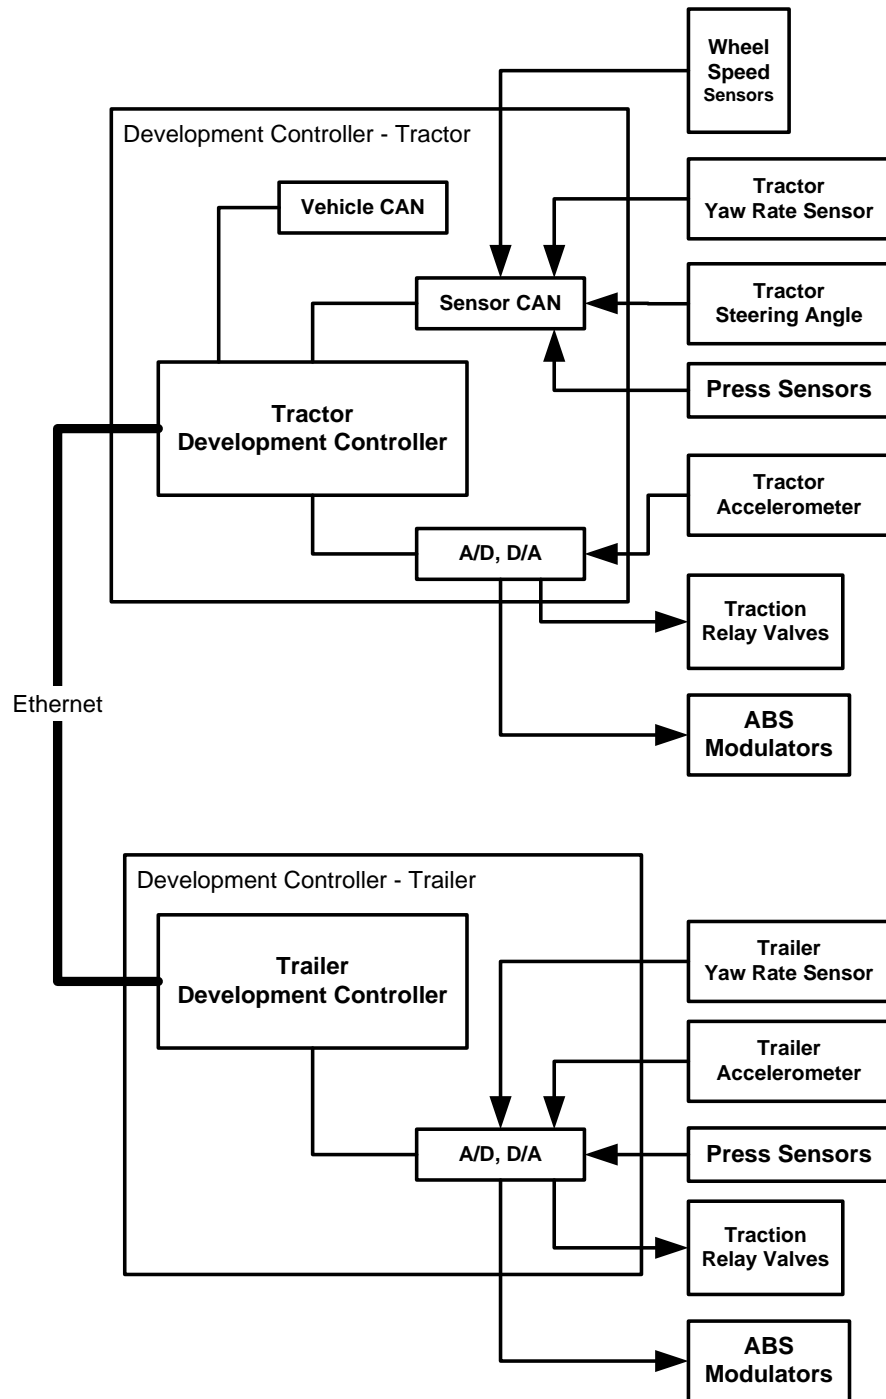 Wheel
Speed
Sensors
Development Controller - Tractor
Vehicle CAN
Tractor
Yaw Rate Sensor
Sensor CAN
Tractor
Steering Angle
Press Sensors
Tractor
Development Controller
Tractor
Accelerometer
A/D, D/A
Traction
Relay Valves
Ethernet
ABS
Modulators
Development Controller - Trailer
Trailer
Development Controller
Trailer
Yaw Rate Sensor
Trailer
Accelerometer
A/D, D/A
Press Sensors
Traction
Relay Valves
ABS
Modulators